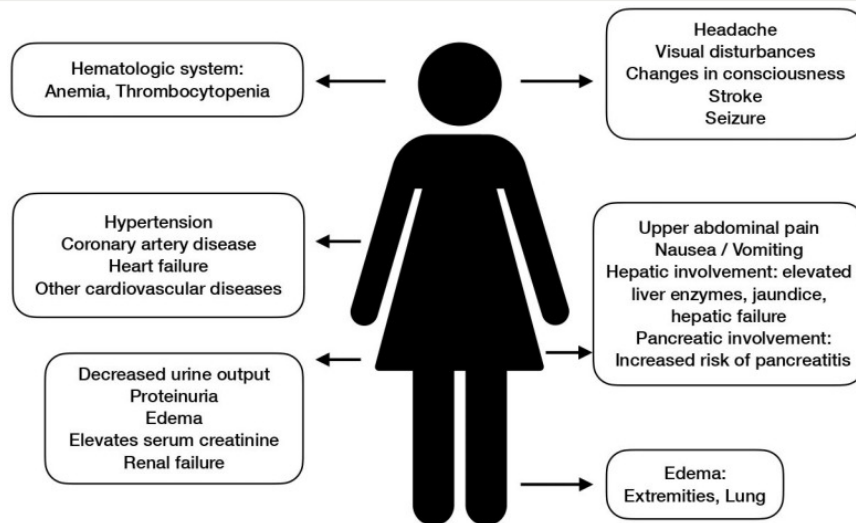 Hematologic system:
Anemia, Thrombocytopenia
Headache
Visual disturbances
Changes in consciousness
Stroke
Seizure
Hypertension
Coronary artery disease
Heart failure
Other cardiovascular diseases
Upper abdominal pain
Nausea / Vomiting
Hepatic involvement: elevated
liver enzymes, jaundice,
hepatic failure
Pancreatic involvement:
Increased risk of pancreatitis
Decreased urine output
Proteinuria
Edema
Elevates serum creatinine
Renal failure
Edema:
Extremities, Lung